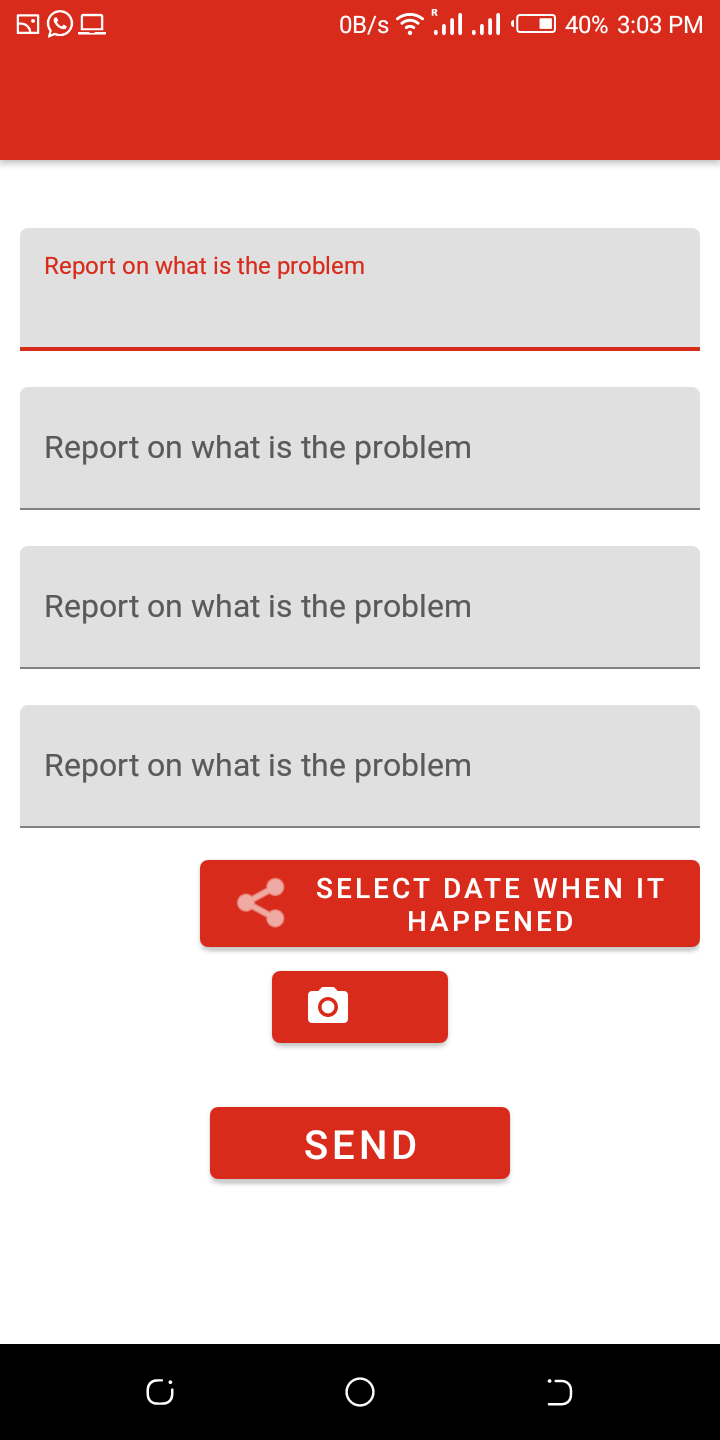 0B/s R 40% 3:03 PM
Report on what is the problem
Report on what is the problem
Report on what is the problem
Report on what is the problem
SELECT DATE WHEN IT
HAPPENED
SEND